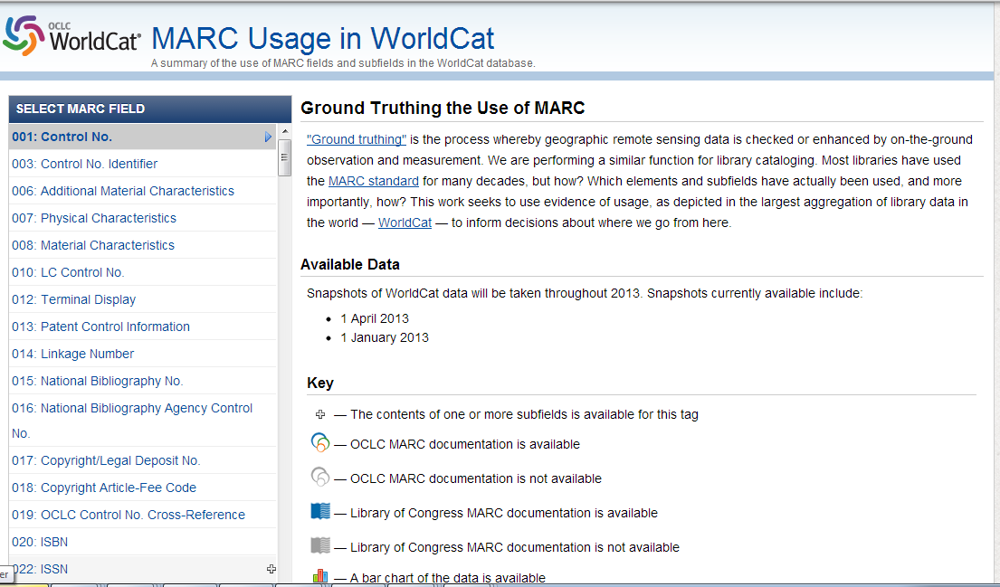 OCLC
WorldCat®
MARC Usage in WorldCat
A summary of the use of MARC fields and subfields in the WorldCat database.
SELECT MARC FIELD
001: Control No.
003: Control No. Identifier
006: Additional Material Characteristics
007: Physical Characteristics
008: Material Characteristics
010: LC Control No.
012: Terminal Display
013: Patent Control Information
014: Linkage Number
015: National Bibliography No.
016: National Bibliography Agency Control
No.
017: Copyright/Legal Deposit No.
018: Copyright Article-Fee Code
019: OCLC Control No. Cross-Reference
020: ISBN
022: ISSN
er
Ground Truthing the Use of MARC
"Ground truthing" is the process whereby geographic remote sensing data is checked or enhanced by on-the-ground
observation and measurement. We are performing a similar function for library cataloging. Most libraries have used
the MARC standard for many decades, but how? Which elements and subfields have actually been used, and more
importantly, how? This work seeks to use evidence of usage, as depicted in the largest aggregation of library data in
the world — WorldCat — to inform decisions about where we go from here.
Available Data
Snapshots of WorldCat data will be taken throughout 2013. Snapshots currently available include:
• 1 April 2013
• 1 January 2013
Key
— The contents of one or more subfields is available for this tag
— OCLC MARC documentation is available
— OCLC MARC documentation is not available
— Library of Congress MARC documentation is available
— Library of Congress MARC documentation is not available
— A bar chart of the data is available